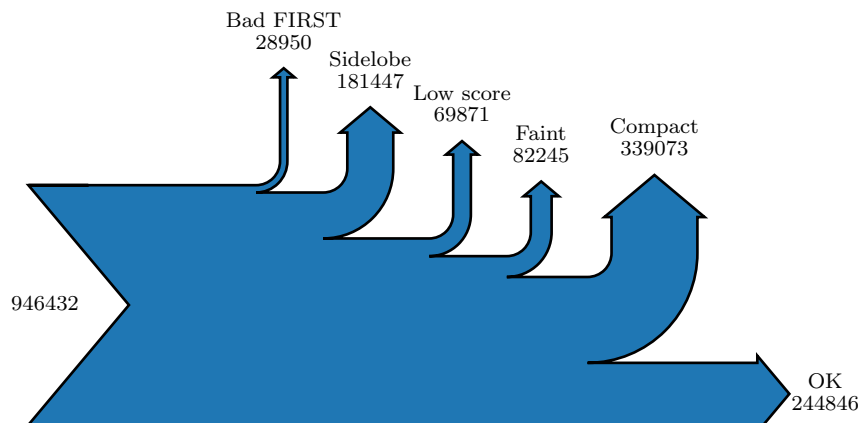 Bad FIRST
28950
Sidelobe
181447
Low score
69871
Faint
82245
Compact
339073
946432
OK
244846